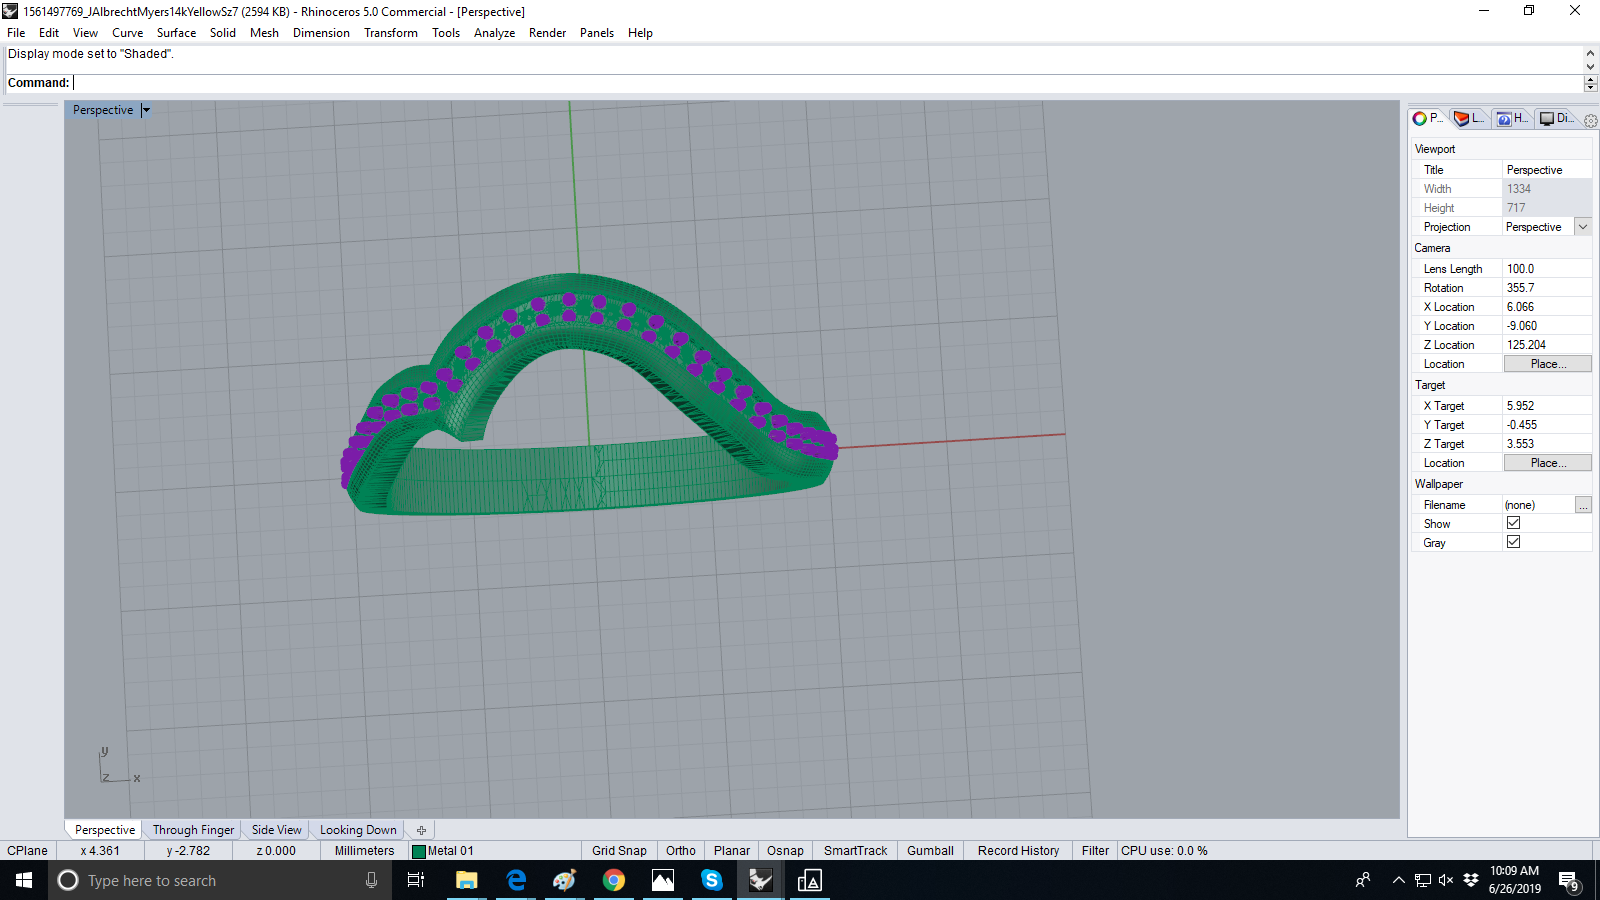 1561497769_JAlbrechtMyers14kYellowSz7 (2594 KB) - Rhinoceros 5.0 Commercial - [Perspective]
File Edit View Curve Surface Solid Mesh Dimension Transform Tools Analyze Render Panels Help
Display mode set to "Shaded".
Command:
Perspective
P... L... H... Di...
Viewport
Title Perspective
Width 1334
Height 717
Projection Perspective
Camera
Lens Length 100.0
Rotation 355.7
X Location 6.066
Y Location -9.060
Z Location 125.204
Location Place...
Target
X Target 5.952
Y Target -0.455
Z Target 3.553
Location Place...
Wallpaper
Filename (none) ...
Show
Gray
y
z x
Perspective Through Finger Side View Looking Down
CPlane x 4.361 y -2.782 z 0.000 Millimeters Metal 01 Grid Snap Ortho Planar Osnap SmartTrack Gumball Record History Filter CPU use: 0.0 %
Type here to search
10:09 AM
6/26/2019
9